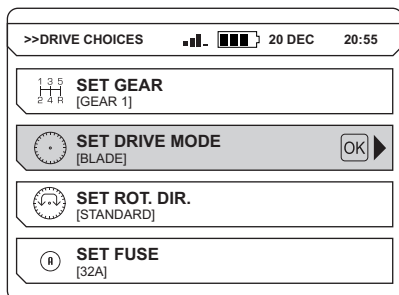 >>DRIVE CHOICES 20 DEC 20:55
1 3 5
2 4 R
SET GEAR
[GEAR 1]
SET DRIVE MODE
[BLADE]
OK
SET ROT. DIR.
[STANDARD]
A
SET FUSE
[32A]